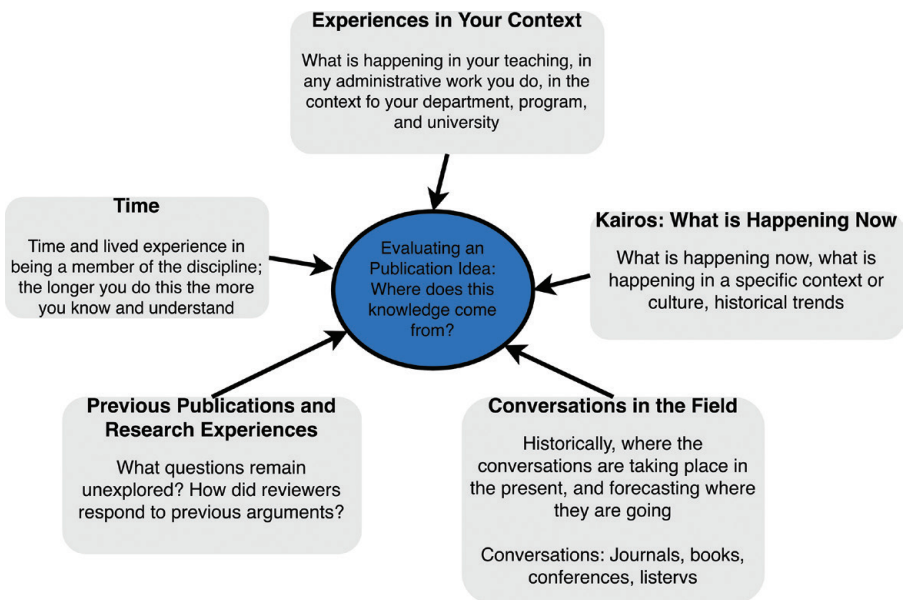 Experiences in Your Context
What is happening in your teaching, in
any administrative work you do, in the
context fo your department, program,
and university
Time
Time and lived experience in
being a member of the discipline;
the longer you do this the more
you know and understand
Evaluating an
Publication Idea:
Where does this
knowledge come
from?
Kairos: What is Happening Now
What is happening now, what is
happening in a specific context or
culture, historical trends
Previous Publications and
Research Experiences
What questions remain
unexplored? How did reviewers
respond to previous arguments?
Conversations in the Field
Historically, where the
conversations are taking place in
the present, and forecasting where
they are going
Conversations: Journals, books,
conferences, listervs